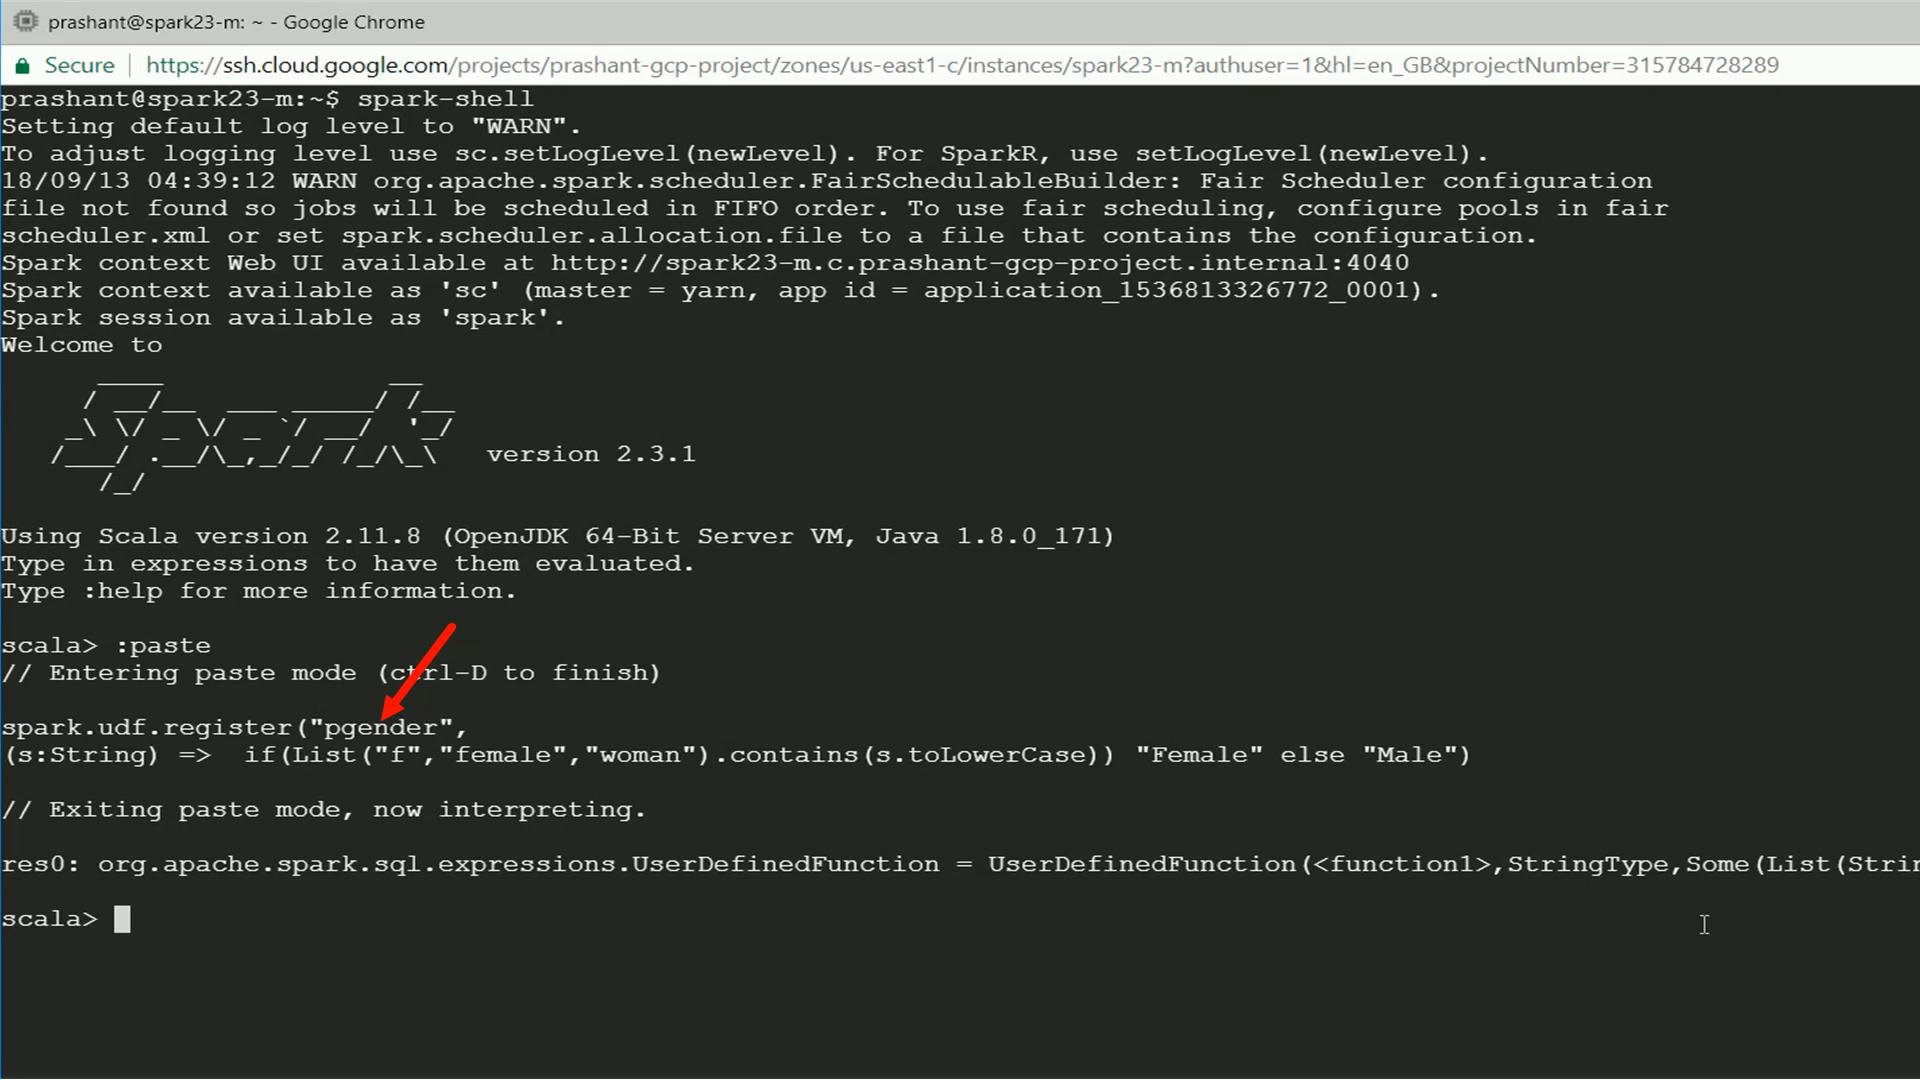 prashant@spark23-m: ~ - Google Chrome
Secure | https://ssh.cloud.google.com/projects/prashant-gcp-project/zones/us-east1-c/instances/spark23-m?authuser=1&hl=en_GB&projectNumber=315784728289
prashant@spark23-m:~$ spark-shell
Setting default log level to "WARN".
To adjust logging level use sc.setLogLevel(newLevel). For SparkR, use setLogLevel(newLevel).
18/09/13 04:39:12 WARN org.apache.spark.scheduler.FairSchedulableBuilder: Fair Scheduler configuration
file not found so jobs will be scheduled in FIFO order. To use fair scheduling, configure pools in fair
scheduler.xml or set spark.scheduler.allocation.file to a file that contains the configuration.
Spark context Web UI available at http://spark23-m.c.prashant-gcp-project.internal:4040
Spark context available as 'sc' (master = yarn, app id = application_1536813326772_0001).
Spark session available as 'spark'.
Welcome to
Spark version 2.3.1
Using Scala version 2.11.8 (OpenJDK 64-Bit Server VM, Java 1.8.0_171)
Type in expressions to have them evaluated.
Type :help for more information.
scala> :paste
// Entering paste mode (ctrl-D to finish)
spark.udf.register("pgender",
(s:String) =>  if(List("f","female","woman").contains(s.toLowerCase)) "Female" else "Male")
// Exiting paste mode, now interpreting.
res0: org.apache.spark.sql.expressions.UserDefinedFunction = UserDefinedFunction(<function1>,StringType,Some(List(Strin
scala>